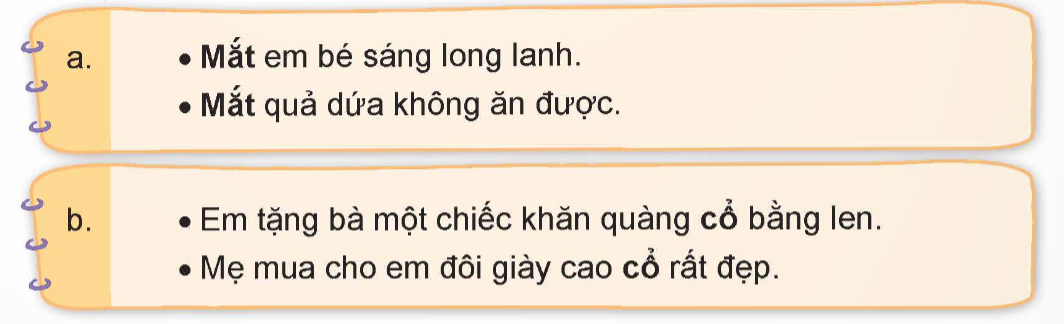 a.
• Mắt em bé sáng long lanh.
• Mắt quả dứa không ăn được.
b.
• Em tặng bà một chiếc khăn quàng cổ bằng len.
• Mẹ mua cho em đôi giày cao cổ rất đẹp.